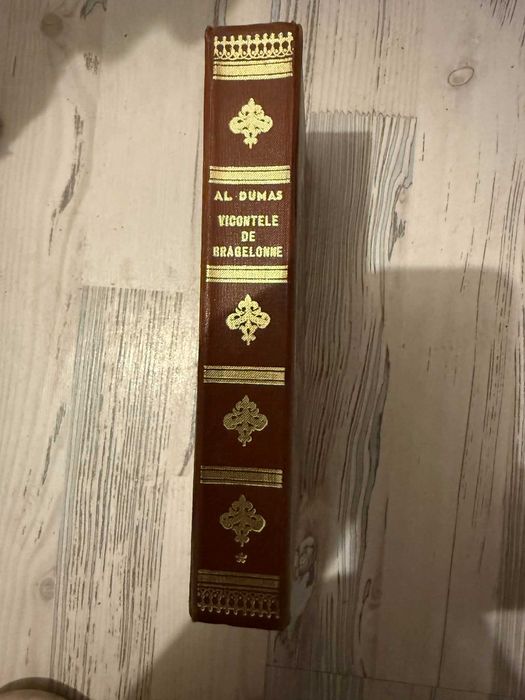 AL. DUMAS
VICONTELE
DE
BRAGELONNE
*